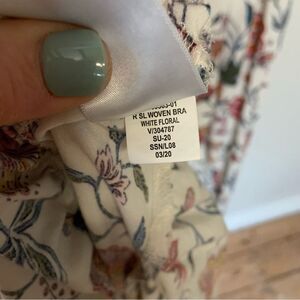 R SL WOVEN BRA
WHITE FLORAL
V/304787
SU-20
SSN/L08
03/20